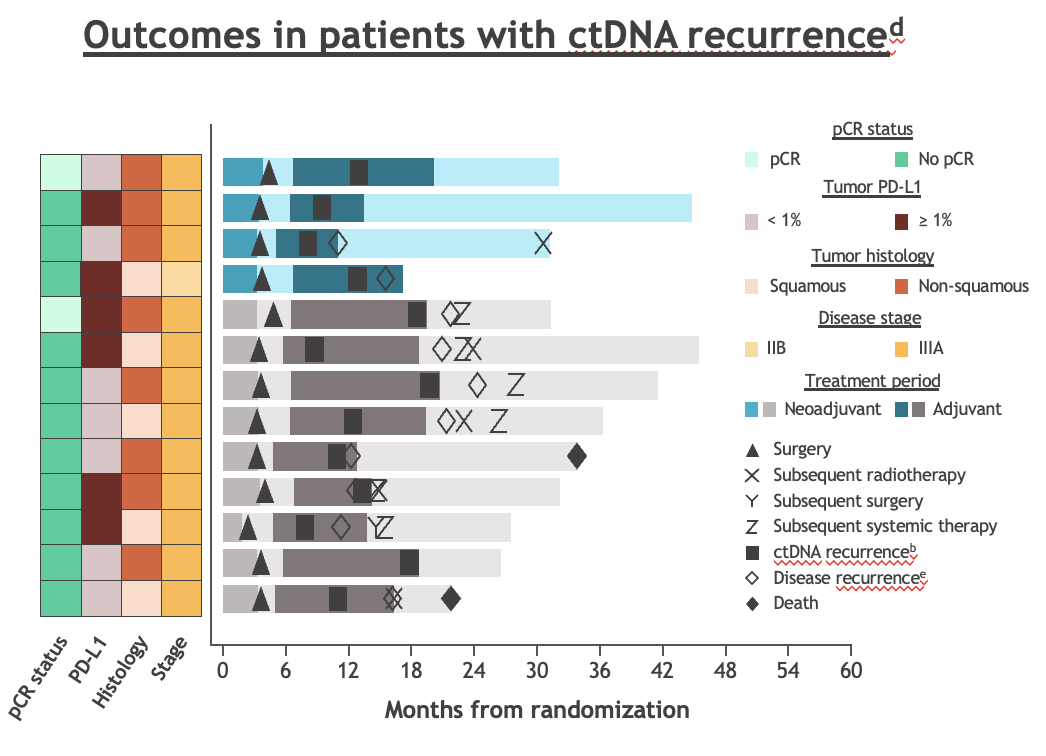 Outcomes in patients with ctDNA recurrenceᵈ
pCR status
pCR No pCR
Tumor PD-L1
< 1% ≥ 1%
Tumor histology
Squamous Non-squamous
Disease stage
IIB IIIA
Treatment period
Neoadjuvant Adjuvant
Surgery
Subsequent radiotherapy
Subsequent surgery
Subsequent systemic therapy
ctDNA recurrenceᵇ
Disease recurrenceᵉ
Death
pCR status PD-L1 Histology Stage
0 6 12 18 24 30 36 42 48 54 60
Months from randomization